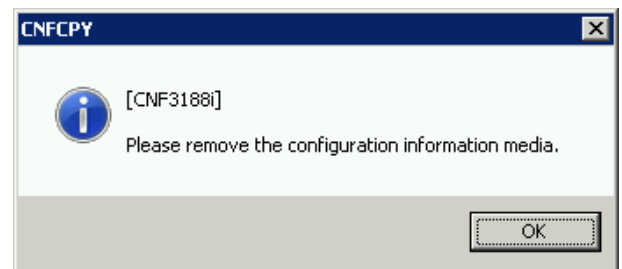 CNFCPY
[CNF3188i]
Please remove the configuration information media.
OK